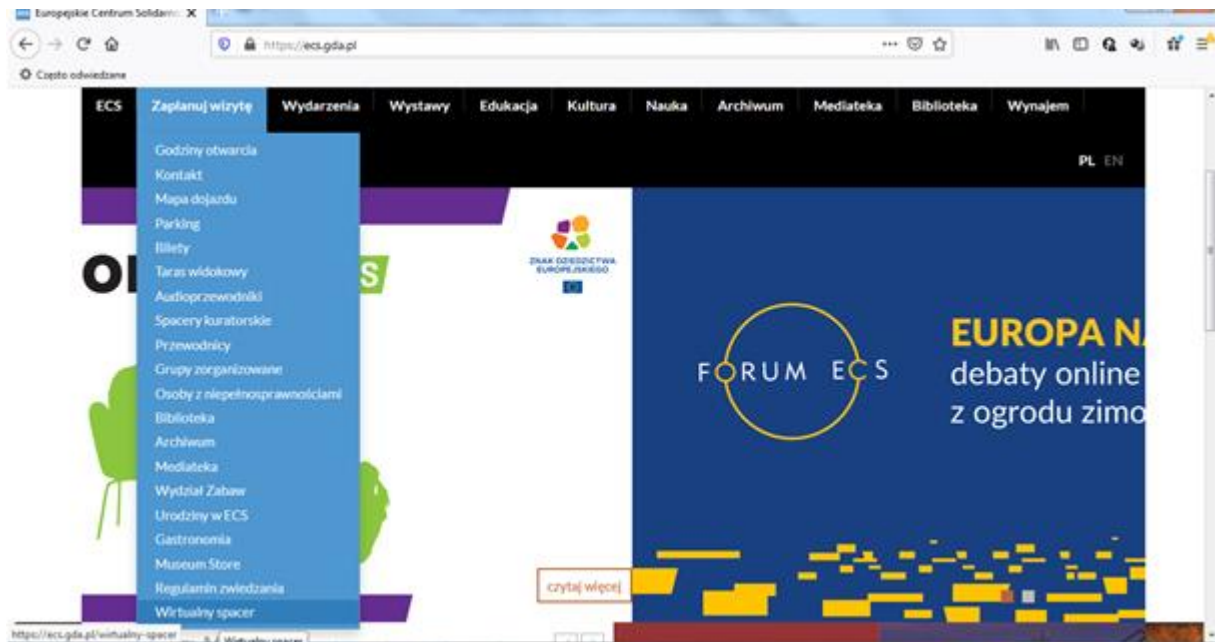 Europejskie Centrum Solidarno
https://ecs.gda.pl
Często odwiedzane
ECS Zaplanuj wizytę Wydarzenia Wystawy Edukacja Kultura Nauka Archiwum Mediateka Biblioteka Wynajem
PL EN
Godziny otwarcia
Kontakt
Mapa dojazdu
Parking
Bilety
Taras widokowy
Audioprzewodniki
Spacery kuratorskie
Przewodnicy
Grupy zorganizowane
Osoby z niepełnosprawnościami
Biblioteka
Archiwum
Mediateka
Wydział Zabaw
Urodziny w ECS
Gastronomia
Museum Store
Regulamin zwiedzania
Wirtualny spacer
O
S
ZNAK DZIEDZICTWA
EUROPEJSKIEGO
czytaj więcej
FORUM ECS
EUROPA NA
debaty online
z ogrodu zimo
https://ecs.gda.pl/wirtualny-spacer
Wirtualny spacer